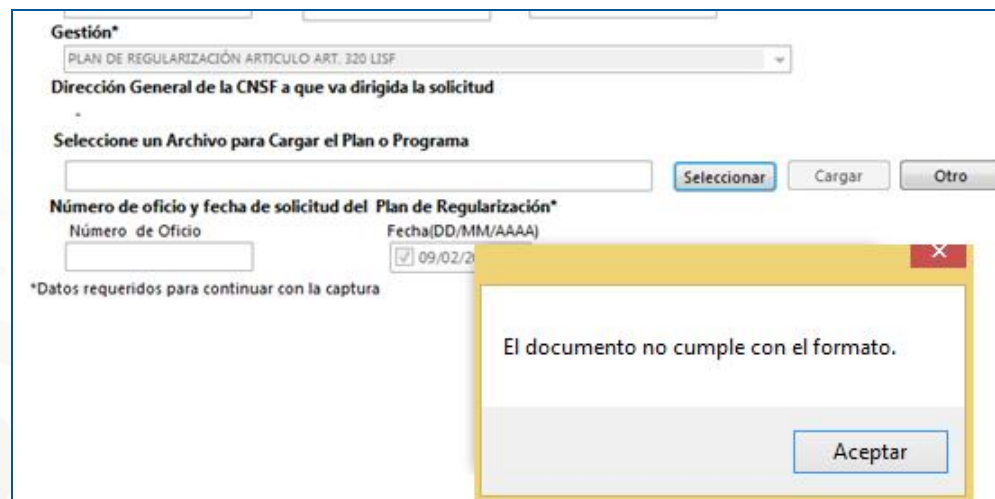 Gestión*
PLAN DE REGULARIZACIÓN ARTICULO ART. 320 LISF
Dirección General de la CNSF a que va dirigida la solicitud
-
Seleccione un Archivo para Cargar el Plan o Programa
Seleccionar Cargar Otro
Número de oficio y fecha de solicitud del Plan de Regularización*
Número de Oficio Fecha(DD/MM/AAAA)
09/02/2
*Datos requeridos para continuar con la captura
El documento no cumple con el formato.
Aceptar